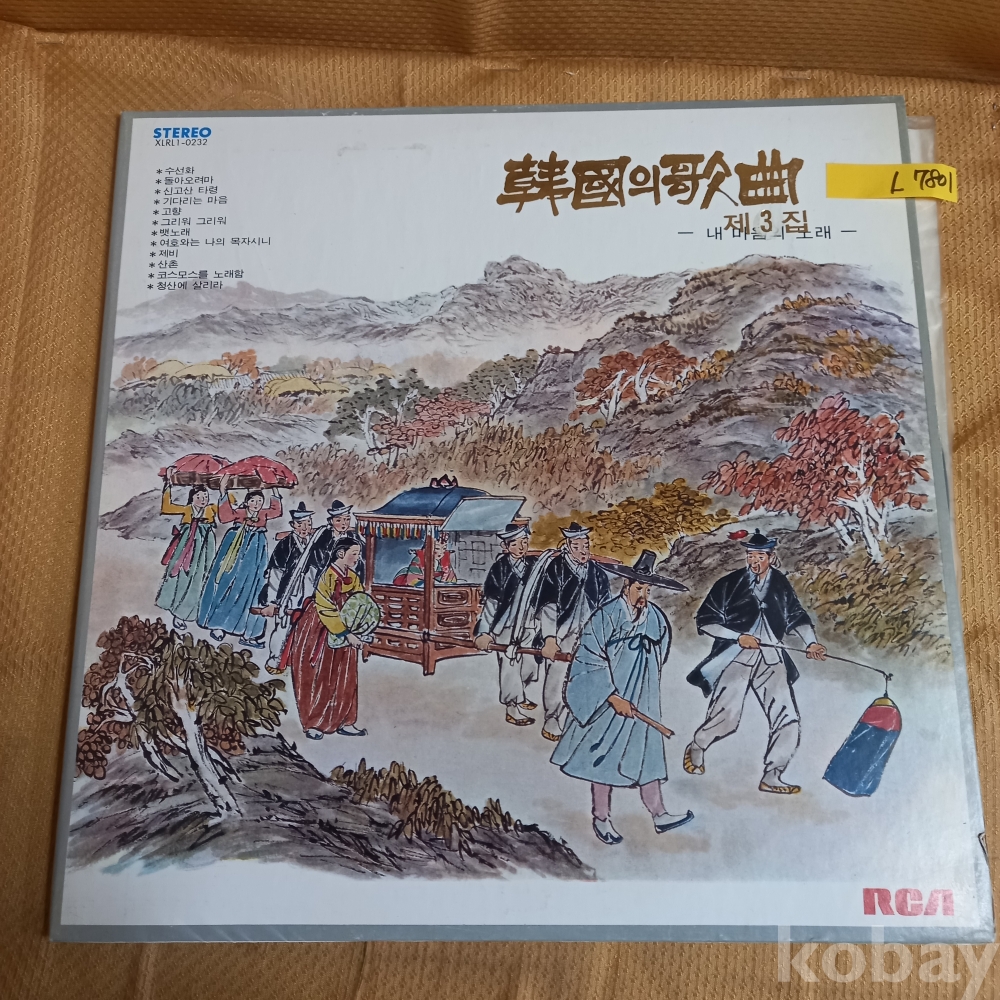 STEREO
XLRL1-0232
*수선화
*돌아오려마
*신고산 타령
*기다리는 마음
*고향
*그리워 그리워
*뱃노래
*여호와는 나의 목자시니
*제비
*산촌
*코스모스를 노래함
*청산에 살리라
韓國의歌曲
제3집
- 내 마음의 노래 -
L 7801
RCA
kobay